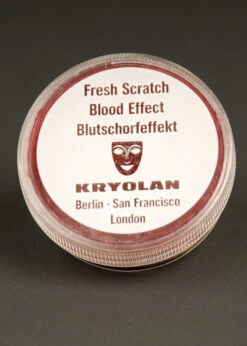 Fresh Scratch
Blood Effect
Blutschorfeffekt
KRYOLAN
Berlin · San Francisco
London